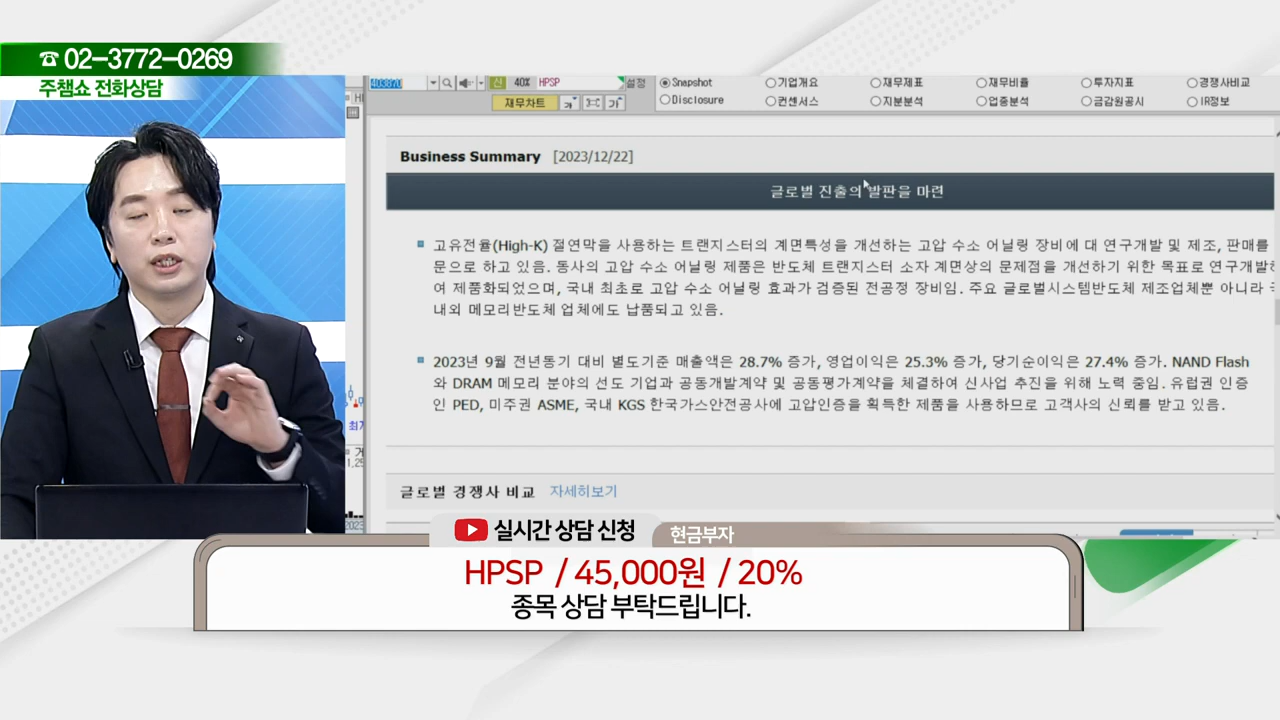 ☎ 02-3772-0269
주챔쇼 전화상담
신 40% HPSP 설정
재무차트
Snapshot 기업개요 재무제표 재무비율 투자지표 경쟁사비교
Disclosure 컨센서스 지분분석 업종분석 금감원공시 IR정보
Business Summary [2023/12/22]
글로벌 진출의 발판을 마련
고유전율(High-K) 절연막을 사용하는 트랜지스터의 계면특성을 개선하는 고압 수소 어닐링 장비에 대 연구개발 및 제조, 판매를
문으로 하고 있음. 동사의 고압 수소 어닐링 제품은 반도체 트랜지스터 소자 계면상의 문제점을 개선하기 위한 목표로 연구개발하
여 제품화되었으며, 국내 최초로 고압 수소 어닐링 효과가 검증된 전공정 장비임. 주요 글로벌시스템반도체 제조업체뿐 아니라
내외 메모리반도체 업체에도 납품되고 있음.
2023년 9월 전년동기 대비 별도기준 매출액은 28.7% 증가, 영업이익은 25.3% 증가, 당기순이익은 27.4% 증가. NAND Flash
와 DRAM 메모리 분야의 선도 기업과 공동개발계약 및 공동평가계약을 체결하여 신사업 추진을 위해 노력 중임. 유럽권 인증
인 PED, 미주권 ASME, 국내 KGS 한국가스안전공사에 고압인증을 획득한 제품을 사용하므로 고객사의 신뢰를 받고 있음.
글로벌 경쟁사 비교 자세히보기
실시간 상담 신청 현금부자
HPSP / 45,000원 / 20%
종목 상담 부탁드립니다.